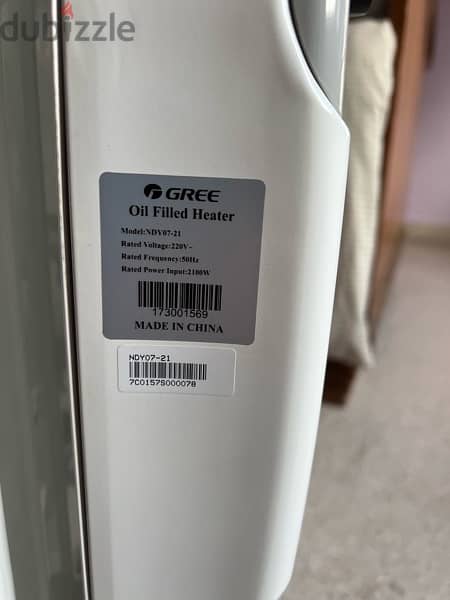 dubizzle
GREE
Oil Filled Heater
Model:NDY07-21
Rated Voltage:220V~
Rated Frequency:50Hz
Rated Power Input:2100W
173001569
MADE IN CHINA
NDY07-21
7C0157S000078